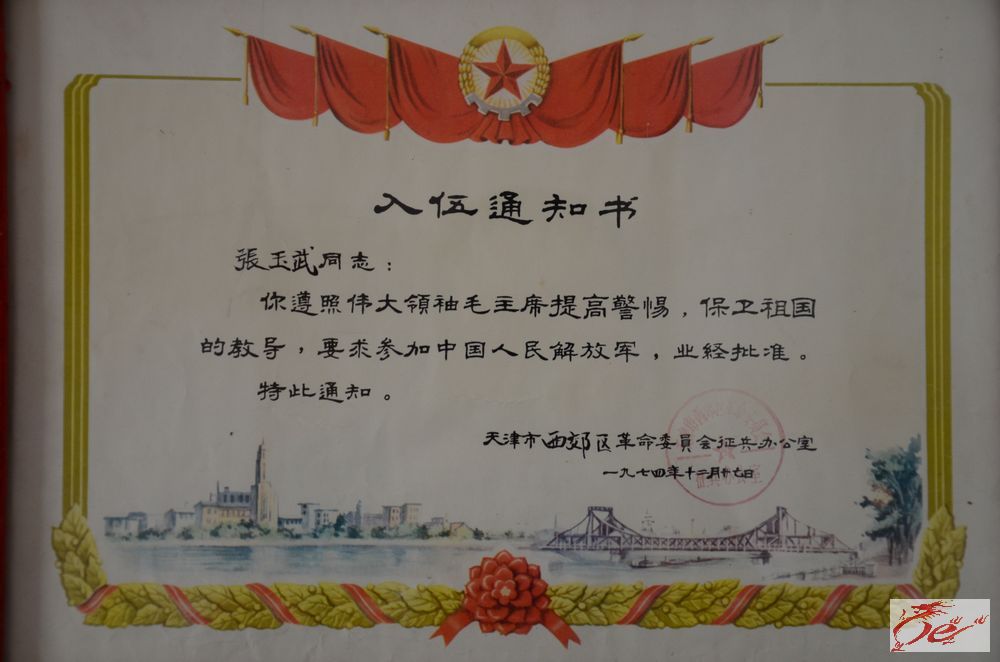 入伍通知书
張玉武同志：
你遵照伟大領袖毛主席提高警惕，保卫祖国
的教导，要求参加中国人民解放军，业经批准。
特此通知。
天津市西郊区革命委員会征兵办公室
一九七四年十二月廿七日